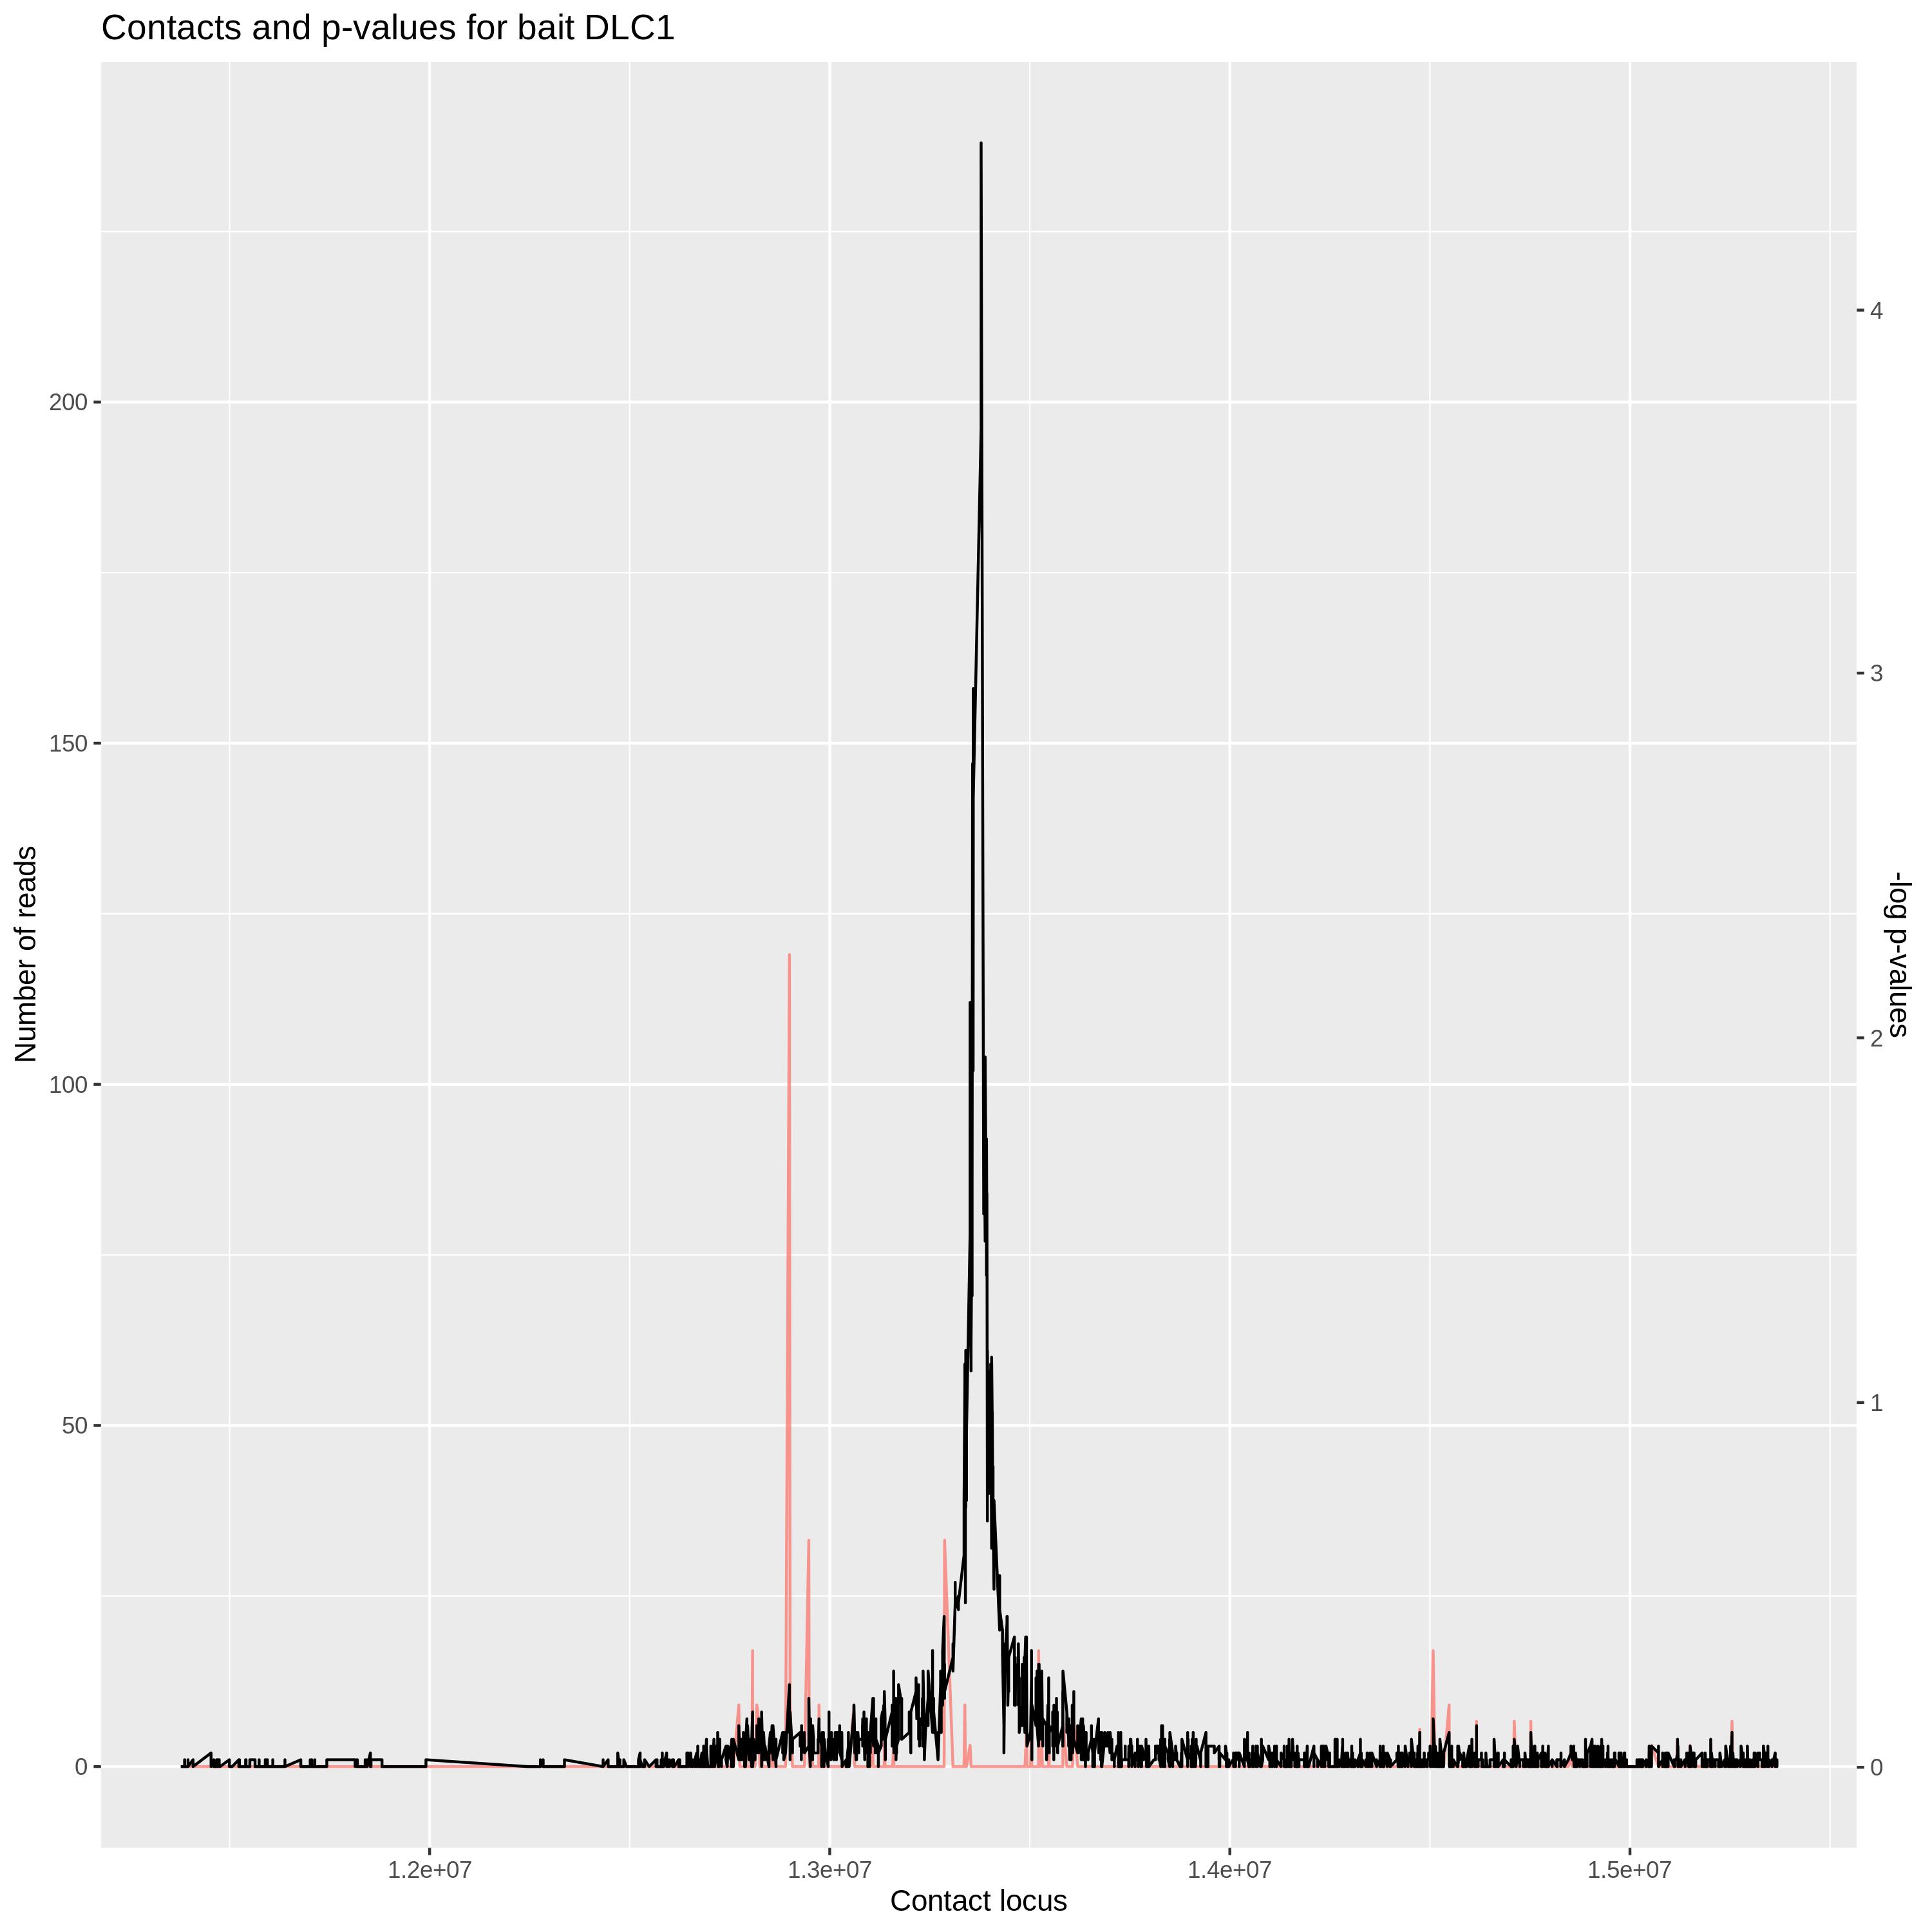 Contacts and p-values for bait DLC1
Number of reads
200
150
100
50
0
-log p-values
4
3
2
1
0
1.2e+07
1.3e+07
1.4e+07
1.5e+07
Contact locus